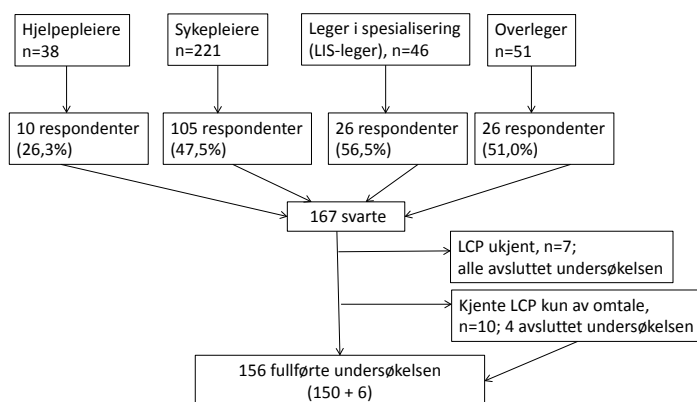 Hjelpepleiere
n=38
Sykepleiere
n=221
Leger i spesialisering
(LIS-leger), n=46
Overleger
n=51
10 respondenter
(26,3%)
105 respondenter
(47,5%)
26 respondenter
(56,5%)
26 respondenter
(51,0%)
167 svarte
LCP ukjent, n=7;
alle avsluttet undersøkelsen
Kjente LCP kun av omtale,
n=10; 4 avsluttet undersøkelsen
156 fullførte undersøkelsen
(150 + 6)